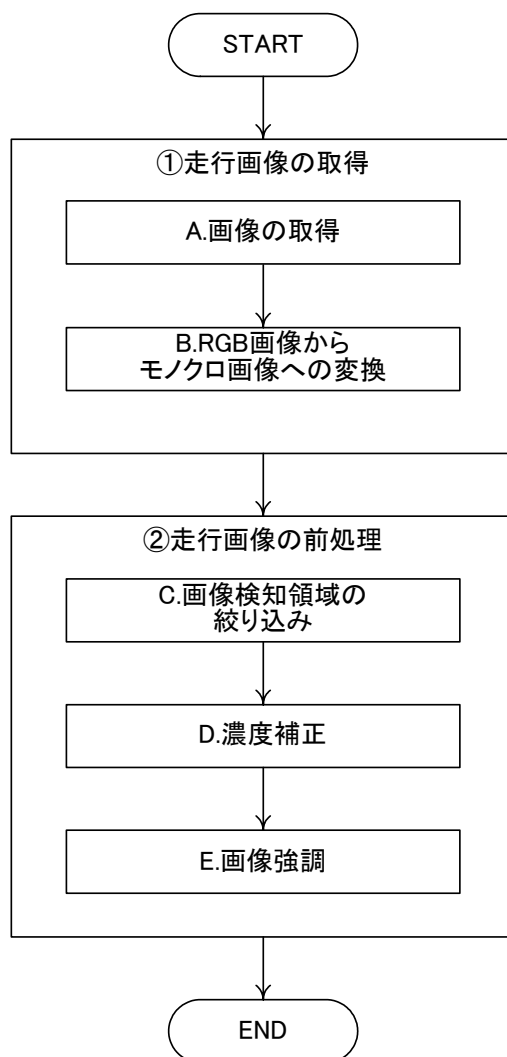 START
①走行画像の取得
A.画像の取得
B.RGB画像から
モノクロ画像への変換
②走行画像の前処理
C.画像検知領域の
絞り込み
D.濃度補正
E.画像強調
END